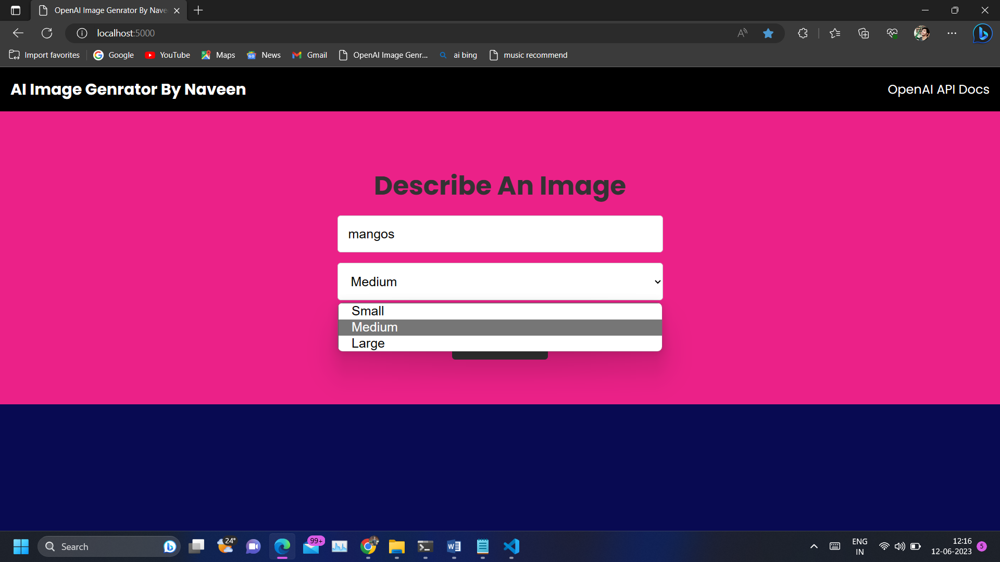 OpenAI Image Genrator By Nave
localhost:5000
Import favorites
Google
YouTube
Maps
News
Gmail
OpenAI Image Genr...
ai bing
music recommend
AI Image Genrator By Naveen
OpenAI API Docs
Describe An Image
mangos
Medium
Small
Medium
Large
Search
24°
99+
ENG
IN
12:16
12-06-2023
5